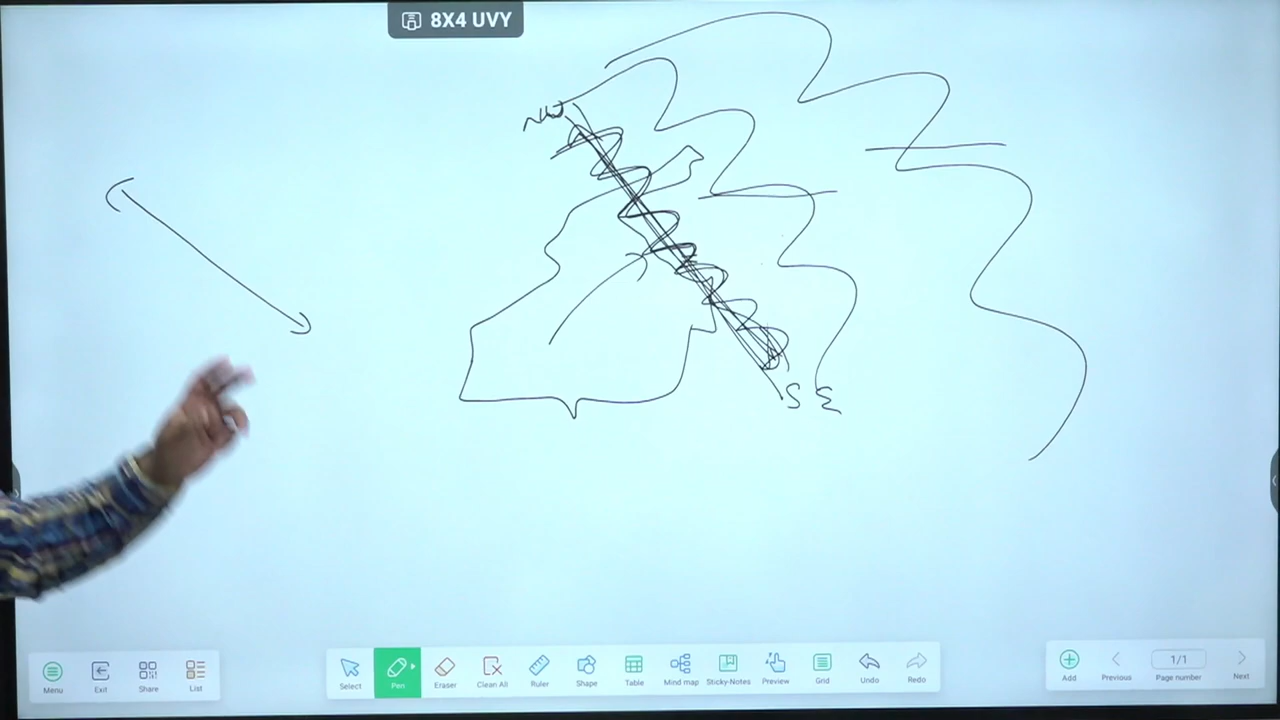 8X4 UVY
NW
S E
Menu
Exit
Share
List
Select
Pen
Eraser
Clean All
Ruler
Shape
Table
Mind map
Sticky-Notes
Preview
Grid
Undo
Redo
Add
Previous
1/1
Page number
Next